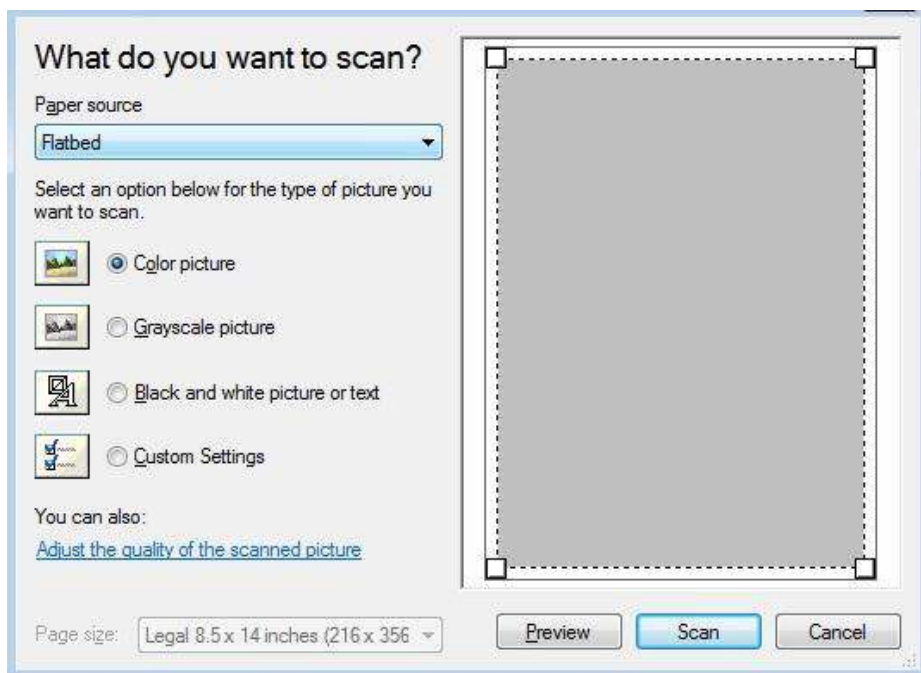 What do you want to scan?
Paper source
Flatbed
Select an option below for the type of picture you
want to scan.
Color picture
Grayscale picture
Black and white picture or text
Custom Settings
You can also:
Adjust the quality of the scanned picture
Page size: Legal 8.5 x 14 inches (216 x 356
Preview Scan Cancel